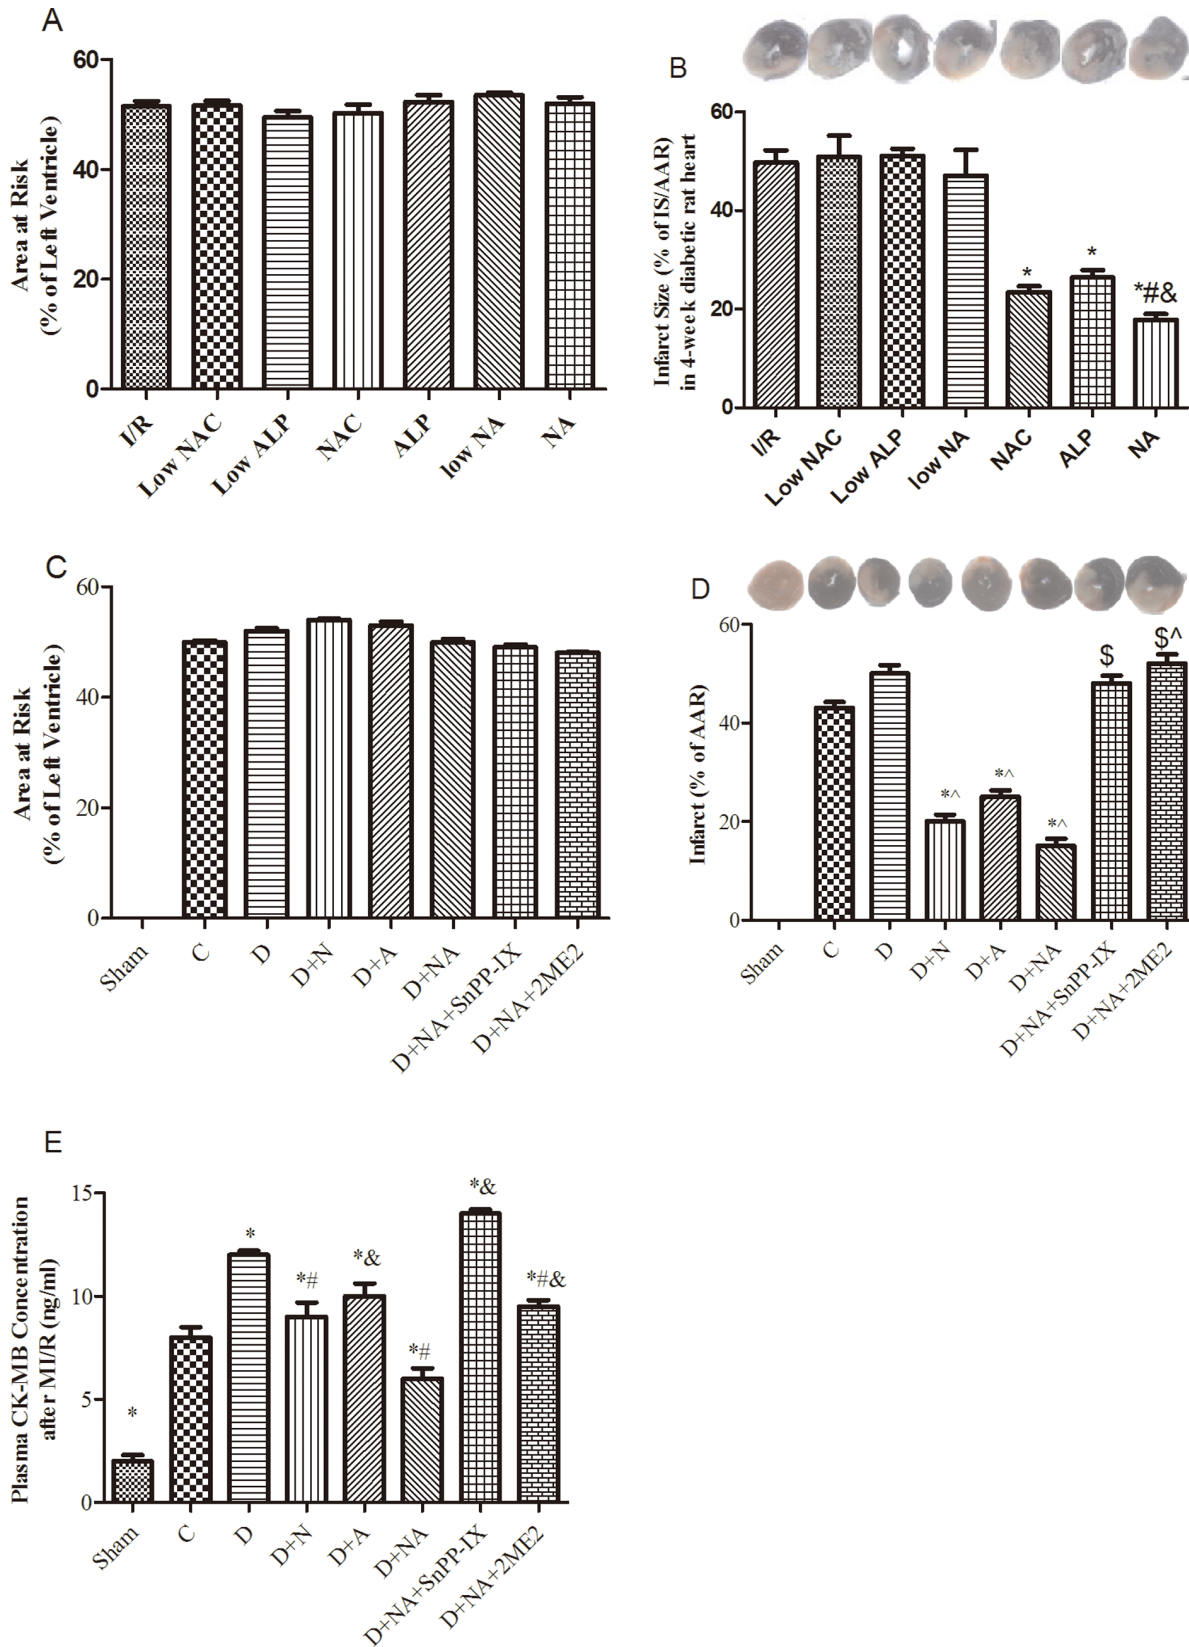 A
Area at Risk
(% of Left Ventricle)
60
40
20
0
I/R
Low NAC
Low ALP
NAC
ALP
low NA
NA
B
Infarct Size (% of IS/AAR)
in 4-week diabetic rat heart
60
40
20
0
*
*
*#&
I/R
Low NAC
Low ALP
low NA
NAC
ALP
NA
C
Area at Risk
(% of Left Ventricle)
60
40
20
0
Sham
C
D
D+N
D+A
D+NA
D+NA+SnPP-IX
D+NA+2ME2
D
Infarct (% of AAR)
60
40
20
0
*^
*^
*^
$
$^
Sham
C
D
D+N
D+A
D+NA
D+NA+SnPP-IX
D+NA+2ME2
E
Plasma CK-MB Concentration
after MI/R (ng/ml)
15
10
5
0
*
*
*#
*&
*#
*&
*#&
Sham
C
D
D+N
D+A
D+NA
D+NA+SnPP-IX
D+NA+2ME2